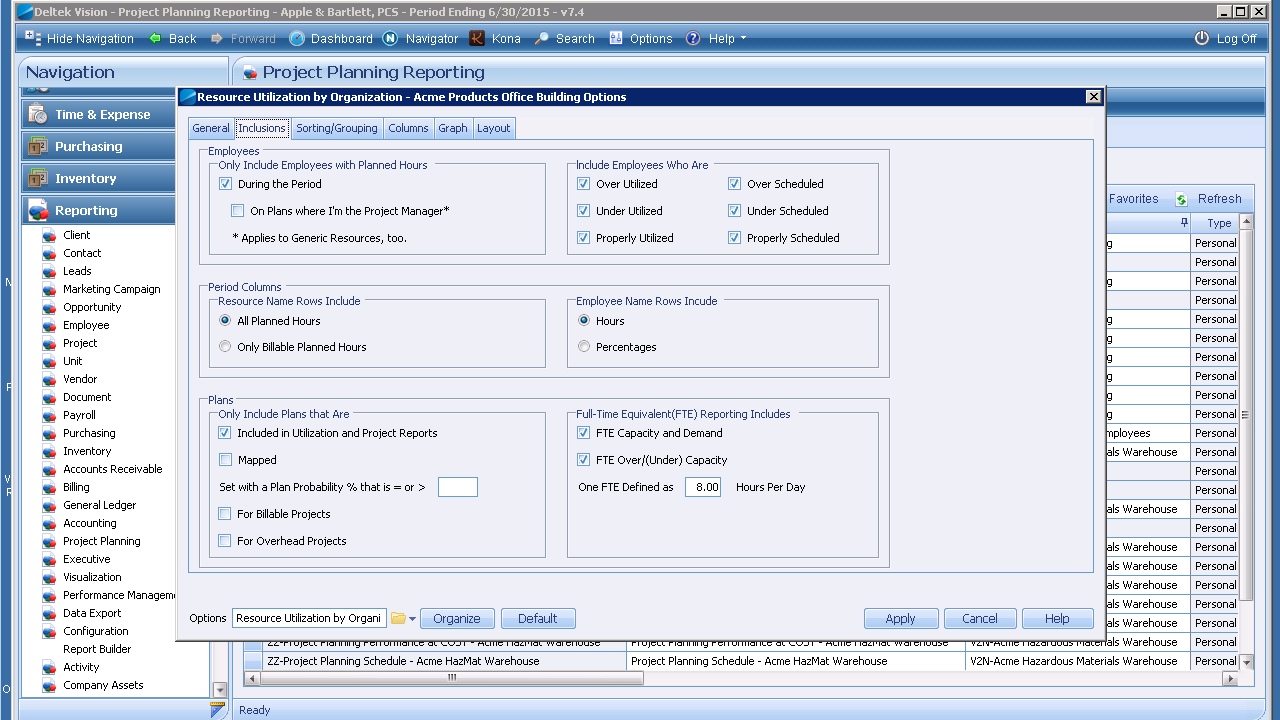 Deltek Vision - Project Planning Reporting - Apple & Bartlett, PCS - Period Ending 6/30/2015 - v7.4
Hide Navigation Back Forward Dashboard Navigator Kona Search Options Help Log Off
Navigation
Project Planning Reporting
Resource Utilization by Organization - Acme Products Office Building Options
General Inclusions Sorting/Grouping Columns Graph Layout
Employees
Only Include Employees with Planned Hours
During the Period
On Plans where I'm the Project Manager*
* Applies to Generic Resources, too.
Include Employees Who Are
Over Utilized Over Scheduled
Under Utilized Under Scheduled
Properly Utilized Properly Scheduled
Period Columns
Resource Name Rows Include
All Planned Hours
Only Billable Planned Hours
Employee Name Rows Incude
Hours
Percentages
Plans
Only Include Plans that Are
Included in Utilization and Project Reports
Mapped
Set with a Plan Probability % that is = or >
For Billable Projects
For Overhead Projects
Full-Time Equivalent(FTE) Reporting Includes
FTE Capacity and Demand
FTE Over/(Under) Capacity
One FTE Defined as 8.00 Hours Per Day
Options Resource Utilization by Organi Organize Default Apply Cancel Help
Time & Expense
Purchasing
Inventory
Reporting
Client
Contact
Leads
Marketing Campaign
Opportunity
Employee
Project
Unit
Vendor
Document
Payroll
Purchasing
Inventory
Accounts Receivable
Billing
General Ledger
Accounting
Project Planning
Executive
Visualization
Performance Managem
Data Export
Configuration
Report Builder
Activity
Company Assets
Favorites Refresh
Type
g Personal
Personal
g Personal
Personal
g Personal
g Personal
g Personal
g Personal
g Personal
g Personal
mployees Personal
als Warehouse Personal
Personal
Personal
als Warehouse Personal
Personal
als Warehouse Personal
als Warehouse Personal
als Warehouse Personal
als Warehouse Personal
als Warehouse Personal
ZZ-Project Planning Performance at COST - Acme HazMat Warehouse Project Planning Performance at COST - Acme HazMat Warehouse V2N-Acme Hazardous Materials Warehouse Personal
ZZ-Project Planning Schedule - Acme HazMat Warehouse Project Planning Schedule - Acme HazMat Warehouse V2N-Acme Hazardous Materials Warehouse Personal
Ready